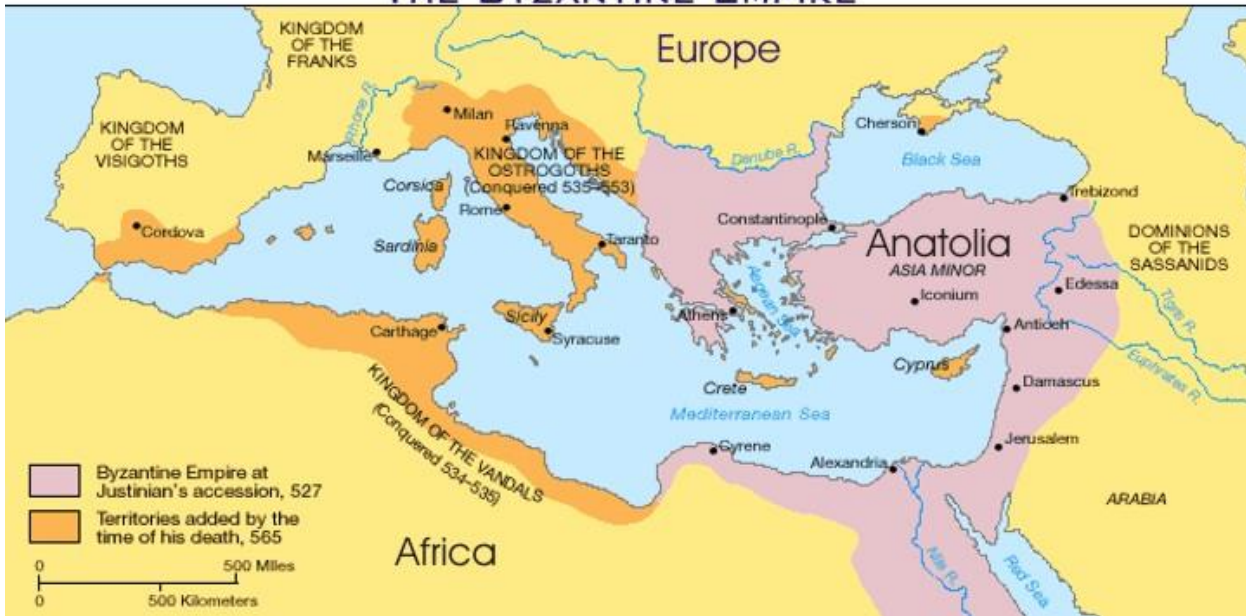 THE BYZANTINE EMPIRE
KINGDOM
OF THE
FRANKS
Europe
Rhone R.
Milan
Ravenna
Cherson
KINGDOM
OF THE
VISIGOTHS
Marseille
KINGDOM OF THE
OSTROGOTHS
(Conquered 535–553)
Danube R.
Black Sea
Corsica
Rome
Trebizond
Constantinople
Cordova
Sardinia
Taranto
Anatolia
ASIA MINOR
DOMINIONS
OF THE
SASSANIDS
Aegean Sea
Iconium
Edessa
Tigris R.
Carthage
Sicily
Syracuse
Athens
Antioch
Euphrates R.
Crete
Cyprus
Damascus
KINGDOM OF THE VANDALS
(Conquered 534–535)
Mediterranean Sea
Cyrene
Alexandria
Jerusalem
ARABIA
Byzantine Empire at
Justinian's accession, 527
Territories added by the
time of his death, 565
0 500 Miles
0 500 Kilometers
Africa
Nile R.
Red Sea